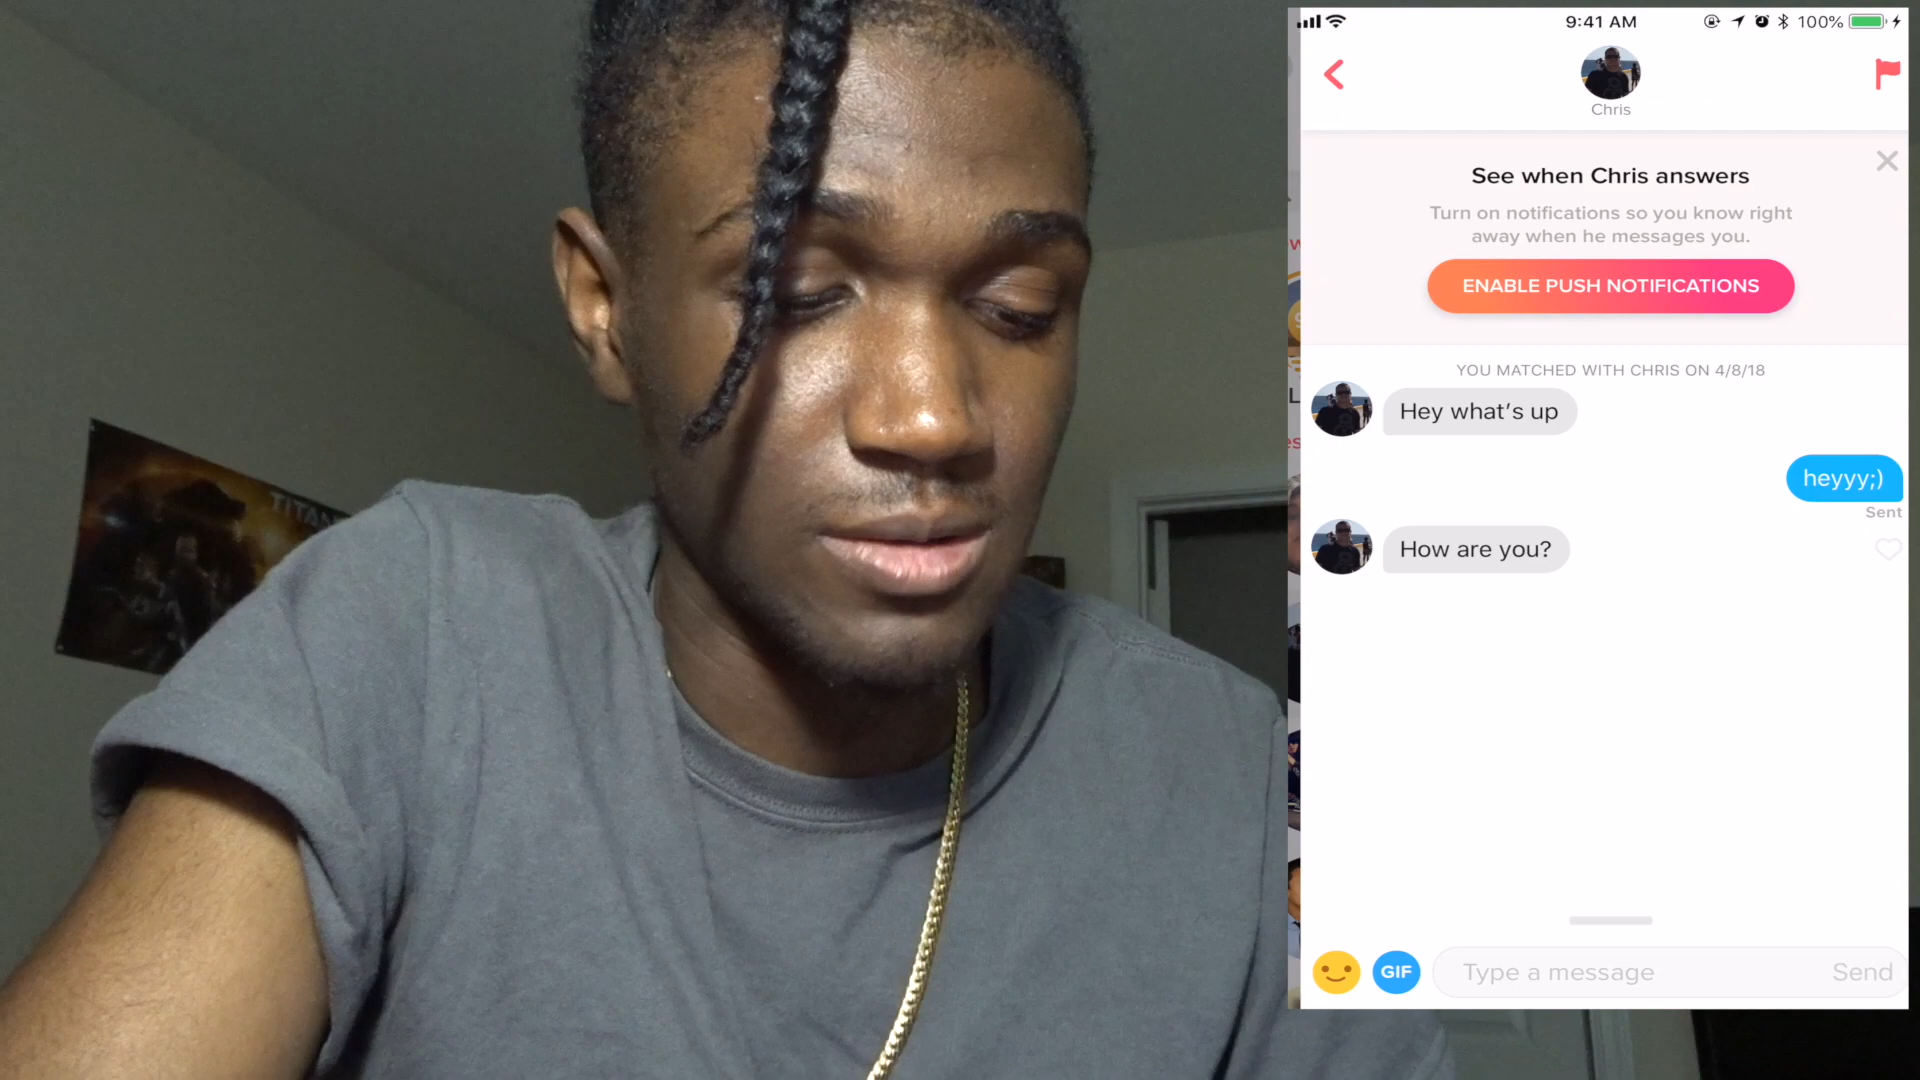 9:41 AM
100%
Chris
See when Chris answers
Turn on notifications so you know right
away when he messages you.
ENABLE PUSH NOTIFICATIONS
YOU MATCHED WITH CHRIS ON 4/8/18
Hey what's up
heyyy;)
Sent
How are you?
GIF
Type a message
Send
TITAN